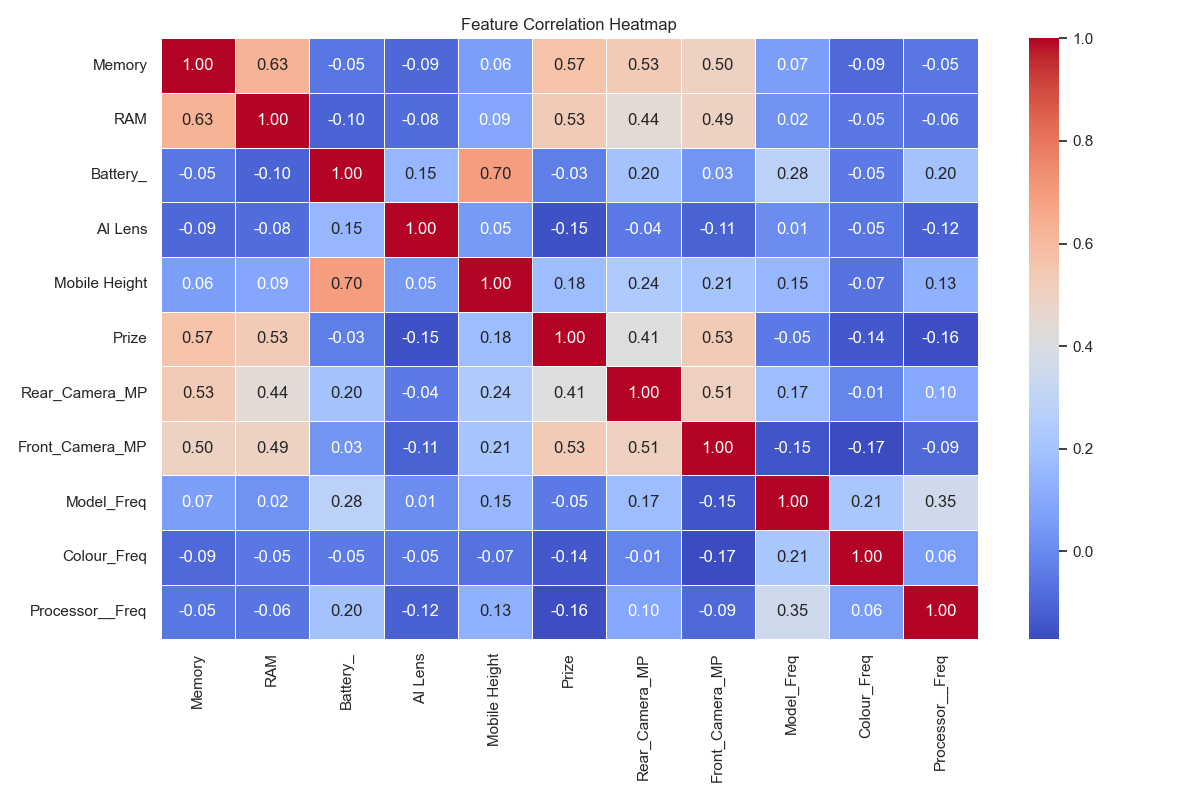 Feature Correlation Heatmap
Memory 1.00 0.63 -0.05 -0.09 0.06 0.57 0.53 0.50 0.07 -0.09 -0.05
RAM 0.63 1.00 -0.10 -0.08 0.09 0.53 0.44 0.49 0.02 -0.05 -0.06
Battery_ -0.05 -0.10 1.00 0.15 0.70 -0.03 0.20 0.03 0.28 -0.05 0.20
AI Lens -0.09 -0.08 0.15 1.00 0.05 -0.15 -0.04 -0.11 0.01 -0.05 -0.12
Mobile Height 0.06 0.09 0.70 0.05 1.00 0.18 0.24 0.21 0.15 -0.07 0.13
Prize 0.57 0.53 -0.03 -0.15 0.18 1.00 0.41 0.53 -0.05 -0.14 -0.16
Rear_Camera_MP 0.53 0.44 0.20 -0.04 0.24 0.41 1.00 0.51 0.17 -0.01 0.10
Front_Camera_MP 0.50 0.49 0.03 -0.11 0.21 0.53 0.51 1.00 -0.15 -0.17 -0.09
Model_Freq 0.07 0.02 0.28 0.01 0.15 -0.05 0.17 -0.15 1.00 0.21 0.35
Colour_Freq -0.09 -0.05 -0.05 -0.05 -0.07 -0.14 -0.01 -0.17 0.21 1.00 0.06
Processor__Freq -0.05 -0.06 0.20 -0.12 0.13 -0.16 0.10 -0.09 0.35 0.06 1.00
Memory
RAM
Battery_
AI Lens
Mobile Height
Prize
Rear_Camera_MP
Front_Camera_MP
Model_Freq
Colour_Freq
Processor__Freq
1.0
0.8
0.6
0.4
0.2
0.0